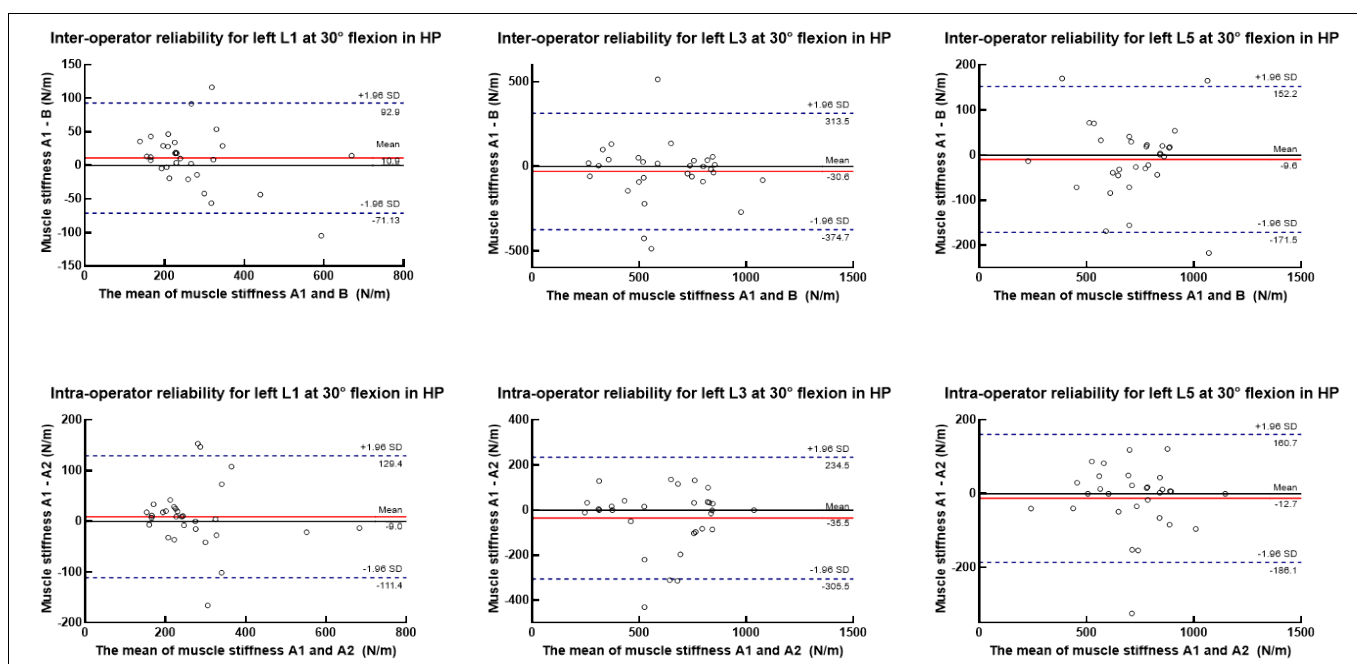 Inter-operator reliability for left L1 at 30° flexion in HP
150
100
50
0
-50
-100
-150
Muscle stiffness A1 - B (N/m)
+1.96 SD
92.9
Mean
10.9
-1.96 SD
-71.13
0 200 400 600 800
The mean of muscle stiffness A1 and B (N/m)
Inter-operator reliability for left L3 at 30° flexion in HP
500
0
-500
Muscle stiffness A1 - B (N/m)
+1.96 SD
313.5
Mean
-30.6
-1.96 SD
-374.7
0 500 1000 1500
The mean of muscle stiffness A1 and B (N/m)
Inter-operator reliability for left L5 at 30° flexion in HP
200
100
0
-100
-200
Muscle stiffness A1 - B (N/m)
+1.96 SD
152.2
Mean
-9.6
-1.96 SD
-171.5
0 500 1000 1500
The mean of muscle stiffness A1 and B (N/m)
Intra-operator reliability for left L1 at 30° flexion in HP
200
100
0
-100
-200
Muscle stiffness A1 - A2 (N/m)
+1.96 SD
129.4
Mean
-9.0
-1.96 SD
-111.4
0 200 400 600 800
The mean of muscle stiffness A1 and A2 (N/m)
Intra-operator reliability for left L3 at 30° flexion in HP
400
200
0
-200
-400
Muscle stiffness A1 - A2 (N/m)
+1.96 SD
234.5
Mean
-35.5
-1.96 SD
-305.5
0 500 1000 1500
The mean of muscle stiffness A1 and A2 (N/m)
Intra-operator reliability for left L5 at 30° flexion in HP
200
0
-200
Muscle stiffness A1 - A2 (N/m)
+1.96 SD
160.7
Mean
-12.7
-1.96 SD
-186.1
0 500 1000 1500
The mean of muscle stiffness A1 and A2 (N/m)